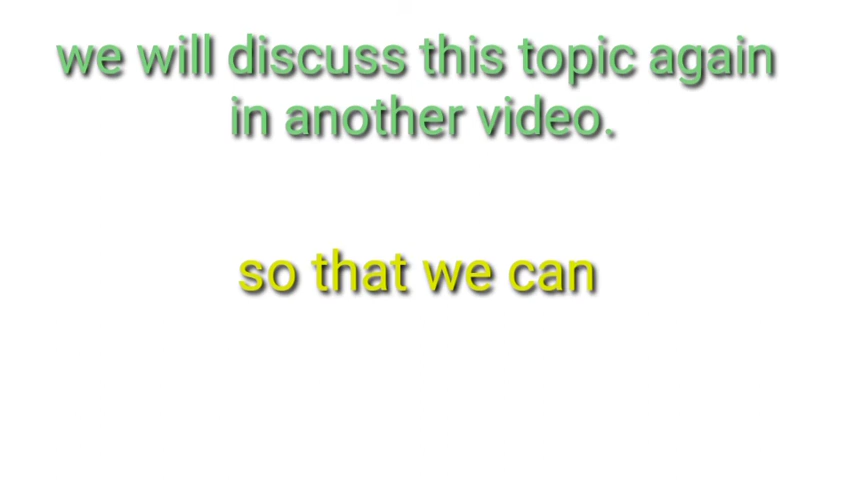 we will discuss this topic again
in another video.
so that we can